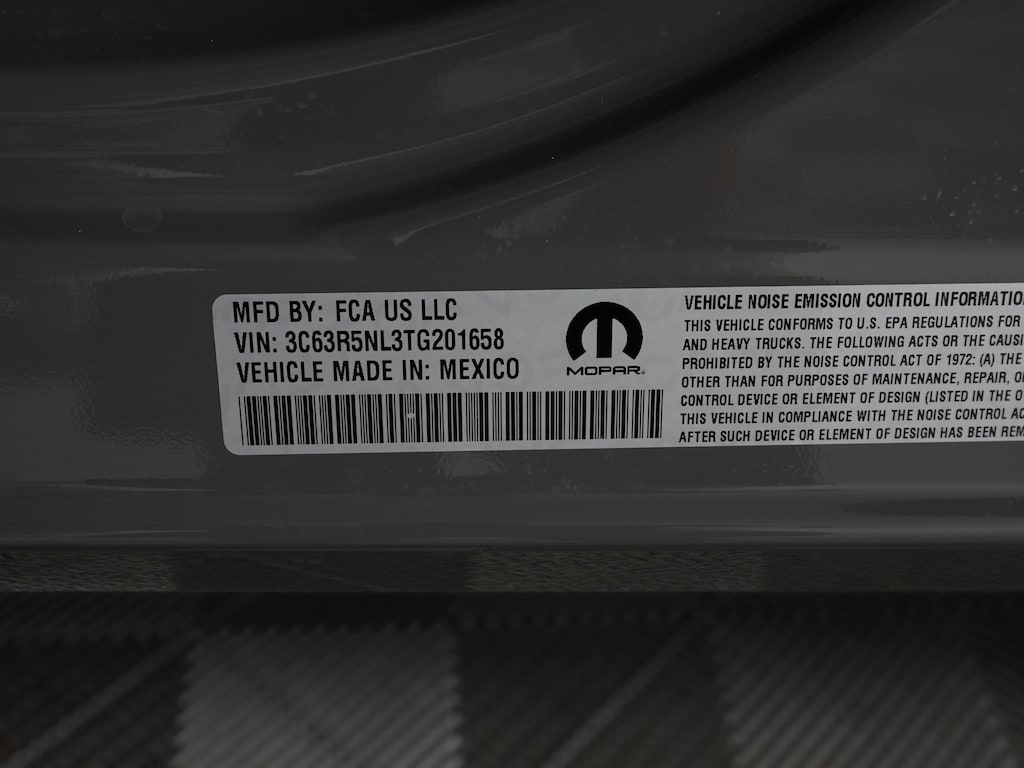 MFD BY: FCA US LLC
VIN: 3C63R5NL3TG201658
VEHICLE MADE IN: MEXICO
MOPAR
VEHICLE NOISE EMISSION CONTROL
THIS VEHICLE CONFORMS TO U.S. EPA REGULATIONS FOR
AND HEAVY TRUCKS. THE FOLLOWING ACTS OR THE
PROHIBITED BY THE NOISE CONTROL ACT OF 1972: (A) THE
OTHER THAN FOR PURPOSES OF MAINTENANCE, REPAIR,
CONTROL DEVICE OR ELEMENT OF DESIGN (LISTED IN THE
THIS VEHICLE IN COMPLIANCE WITH THE NOISE CONTROL
AFTER SUCH DEVICE OR ELEMENT OF DESIGN HAS BEEN